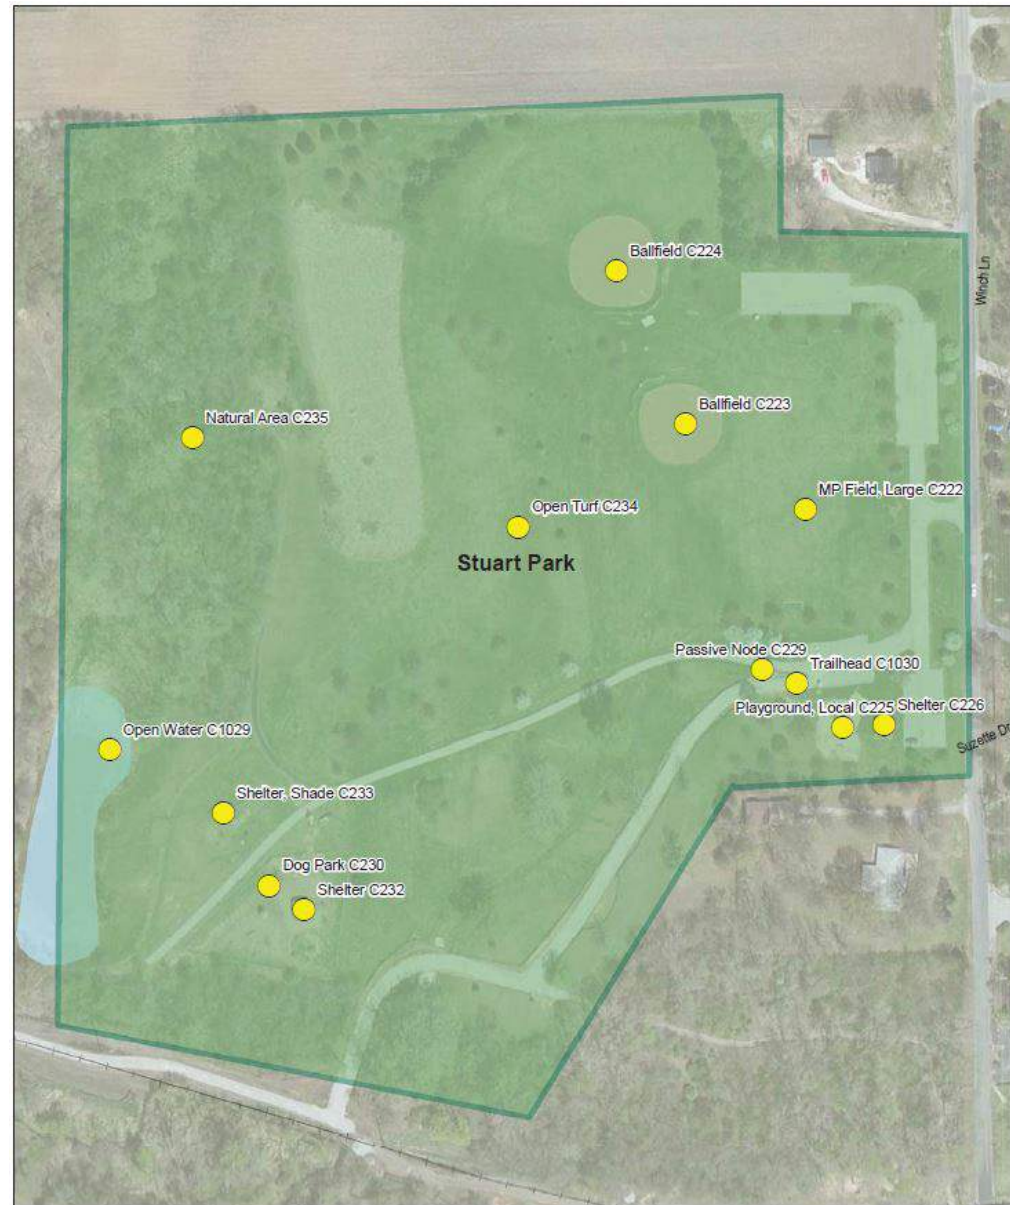 Ballfield C224
Winch Ln
Ballfield C223
Natural Area C235
MP Field, Large C222
Open Turf C234
Stuart Park
Passive Node C229
Trailhead C1030
Playground, Local C225
Shelter C226
Open Water C1029
Suzette Dr
Shelter, Shade C233
Dog Park C230
Shelter C232